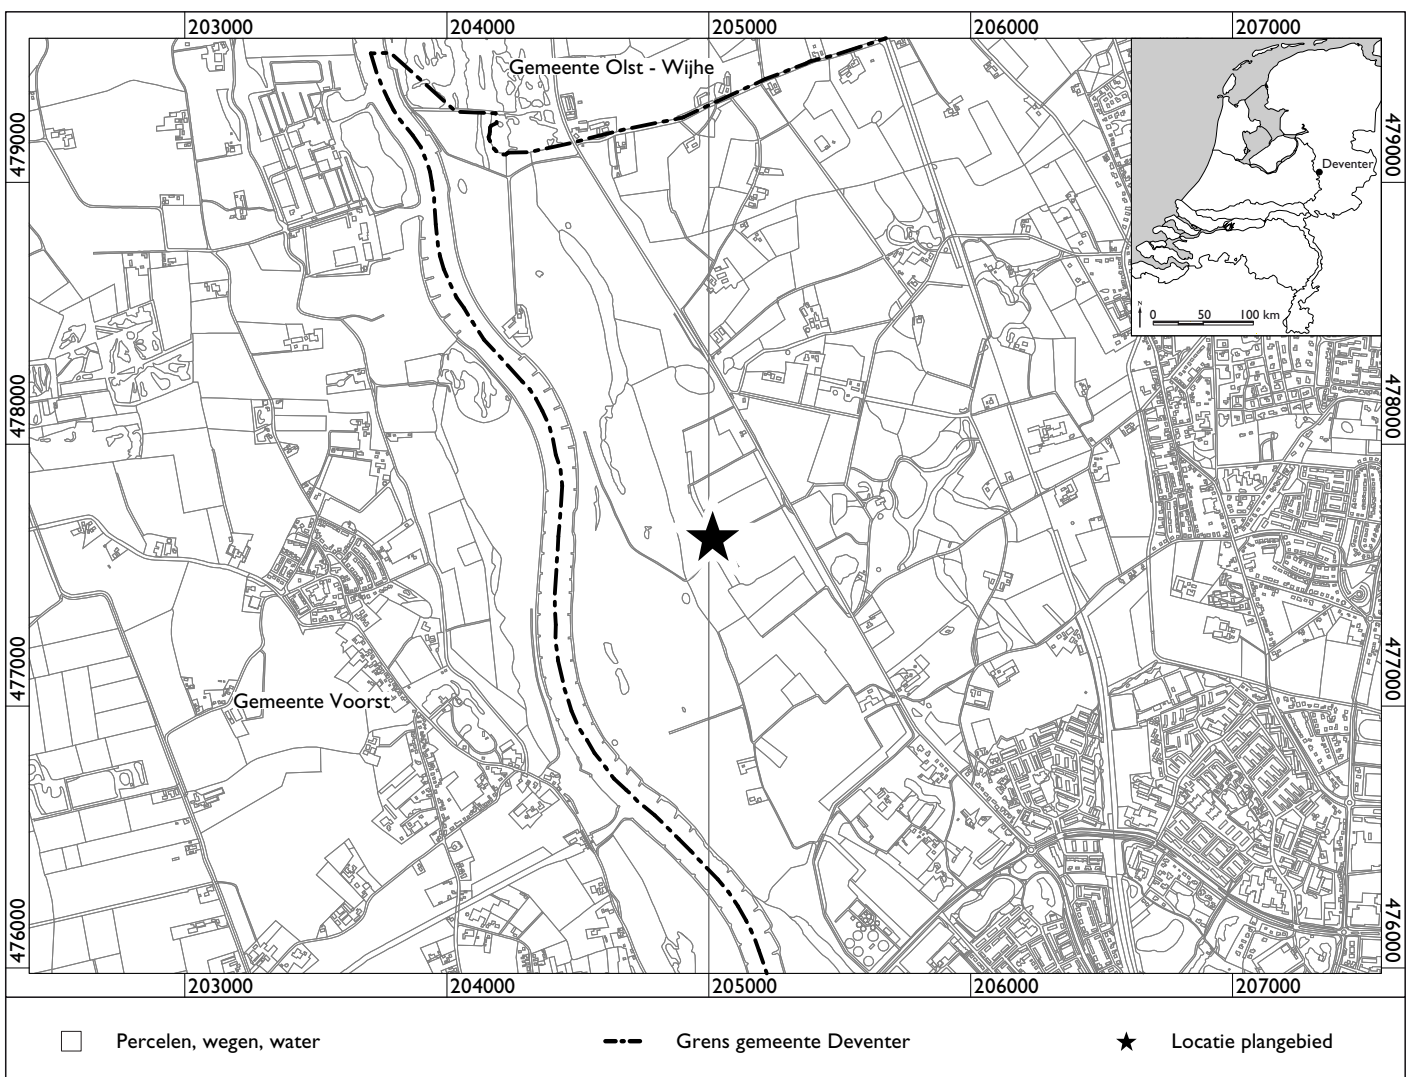 203000
204000
205000
206000
207000
Gemeente Olst - Wijhe
479000
479000
Deventer
N
0 50 100 km
478000
478000
477000
477000
Gemeente Voorst
476000
476000
203000
204000
205000
206000
207000
Percelen, wegen, water
Grens gemeente Deventer
Locatie plangebied